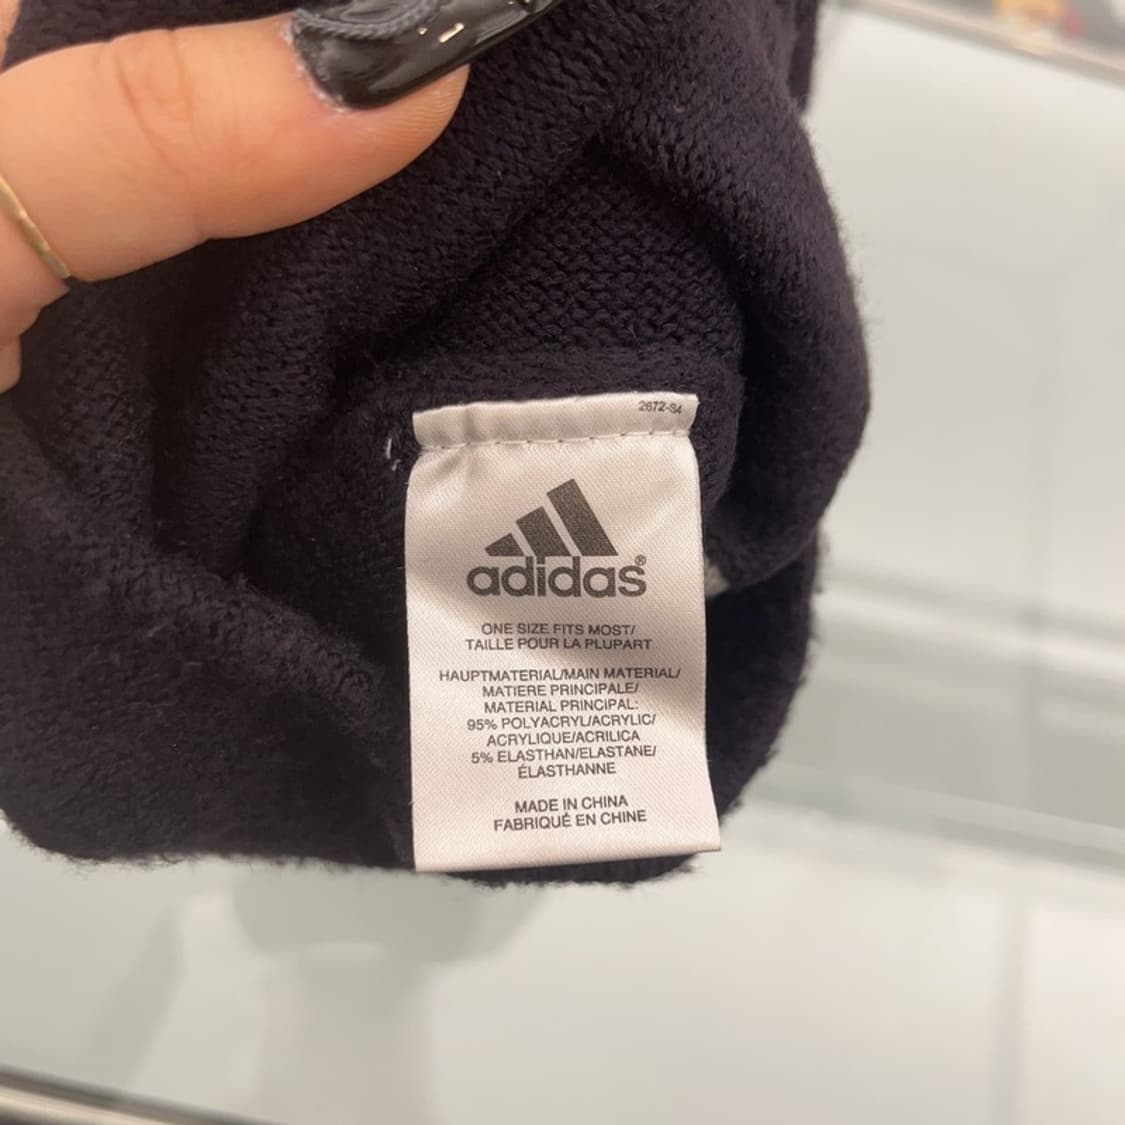 2672-S4
adidas®
ONE SIZE FITS MOST/
TAILLE POUR LA PLUPART
HAUPTMATERIAL/MAIN MATERIAL/
MATIERE PRINCIPALE/
MATERIAL PRINCIPAL:
95% POLYACRYL/ACRYLIC/
ACRYLIQUE/ACRILICA
5% ELASTHAN/ELASTANE/
ÉLASTHANNE
MADE IN CHINA
FABRIQUÉ EN CHINE